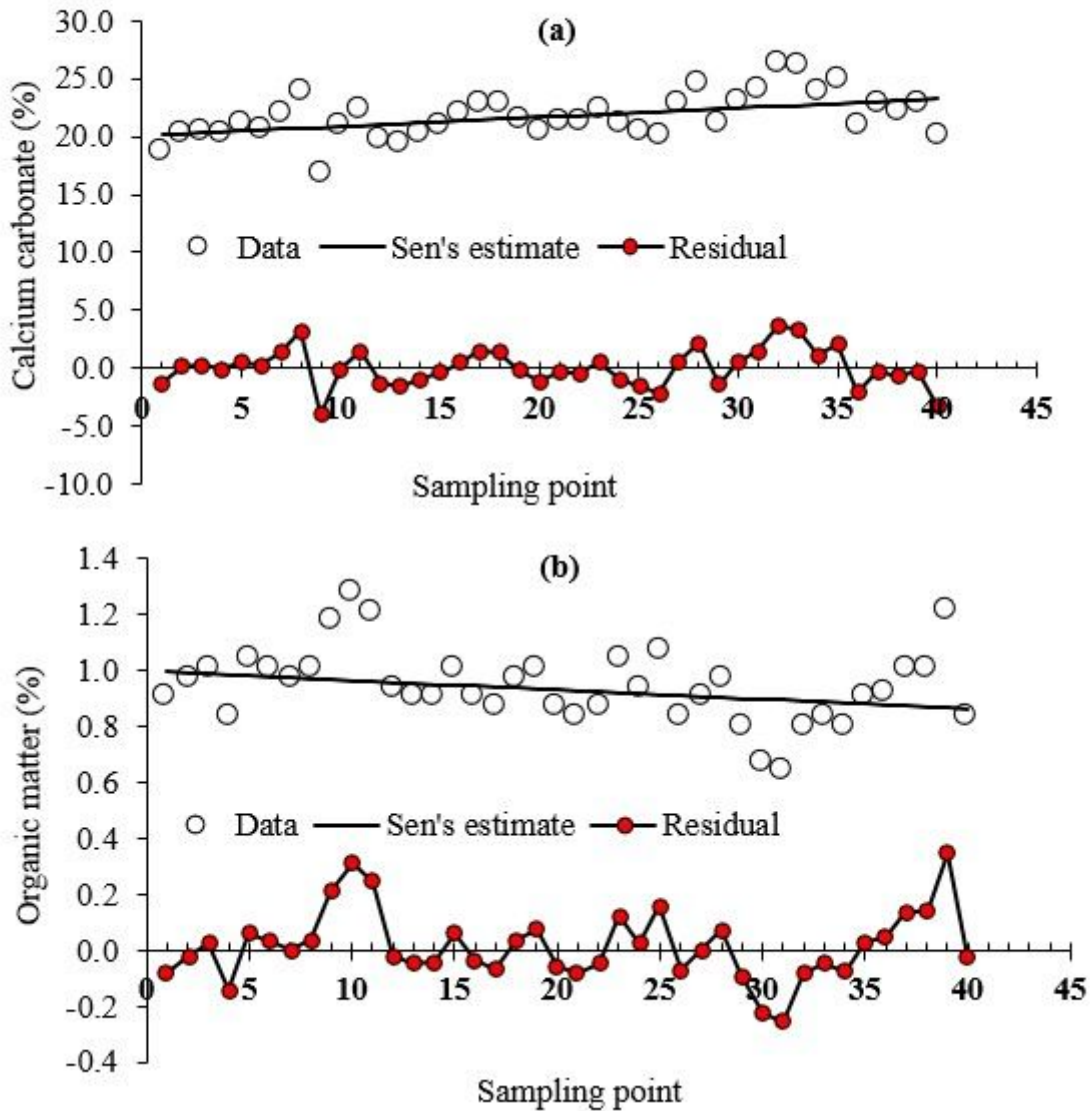 (a)
Calcium carbonate (%)
30.0
25.0
20.0
15.0
10.0
5.0
0.0
-5.0
-10.0
Data Sen's estimate Residual
0 5 10 15 20 25 30 35 40 45
Sampling point
(b)
Organic matter (%)
1.4
1.2
1.0
0.8
0.6
0.4
0.2
0.0
-0.2
-0.4
Data Sen's estimate Residual
0 5 10 15 20 25 30 35 40 45
Sampling point